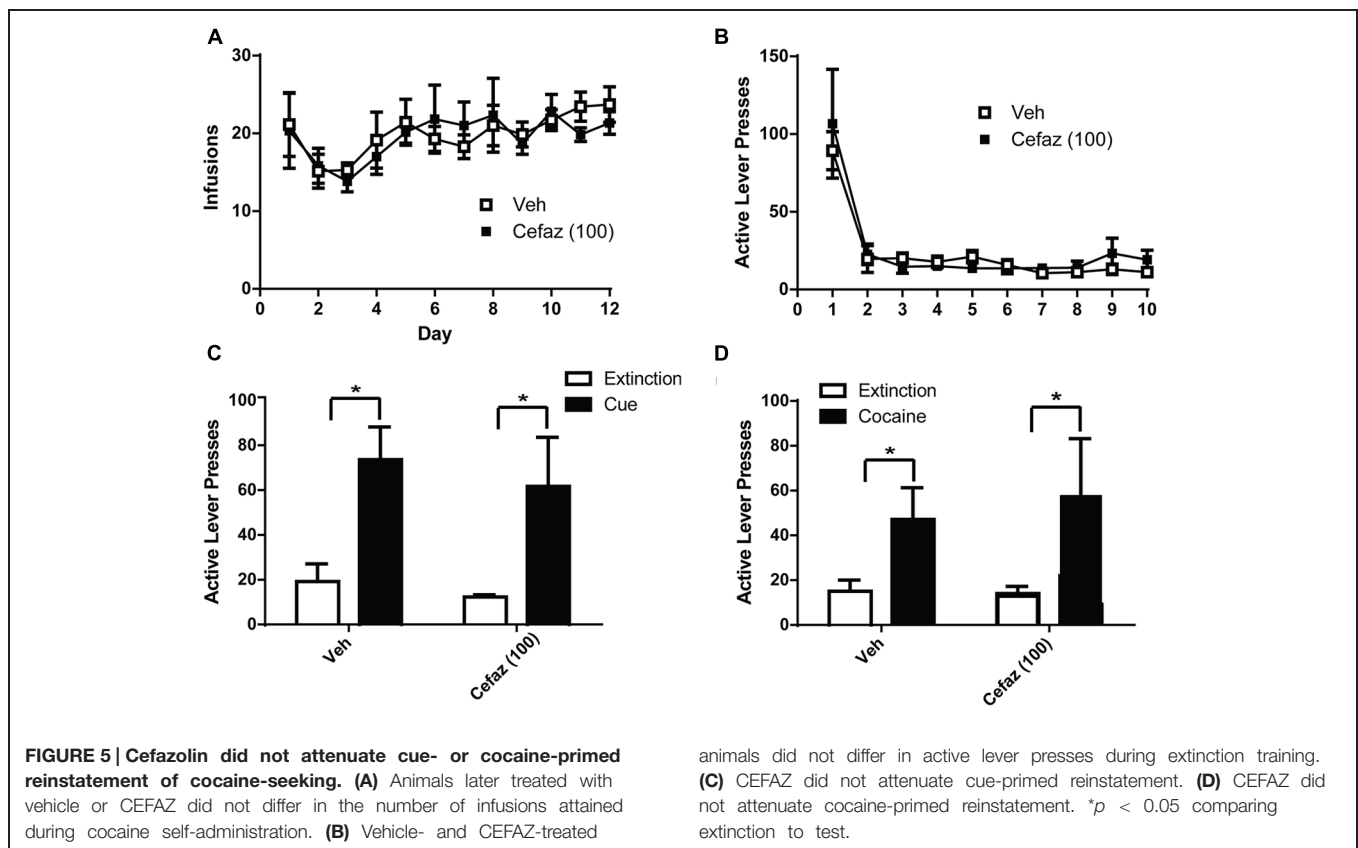 A
30
20
10
0
Infusions
Veh
Cefaz (100)
0 2 4 6 8 10 12
Day
B
150
100
50
0
Active Lever Presses
Veh
Cefaz (100)
0 1 2 3 4 5 6 7 8 9 10
C
Extinction
Cue
100
80
60
40
20
0
Active Lever Presses
*
*
Veh
Cefaz (100)
D
Extinction
Cocaine
100
80
60
40
20
0
Active Lever Presses
*
*
Veh
Cefaz (100)
FIGURE 5 | Cefazolin did not attenuate cue- or cocaine-primed
reinstatement of cocaine-seeking. (A) Animals later treated with
vehicle or CEFAZ did not differ in the number of infusions attained
during cocaine self-administration. (B) Vehicle- and CEFAZ-treated
animals did not differ in active lever presses during extinction training.
(C) CEFAZ did not attenuate cue-primed reinstatement. (D) CEFAZ did
not attenuate cocaine-primed reinstatement. *p < 0.05 comparing
extinction to test.